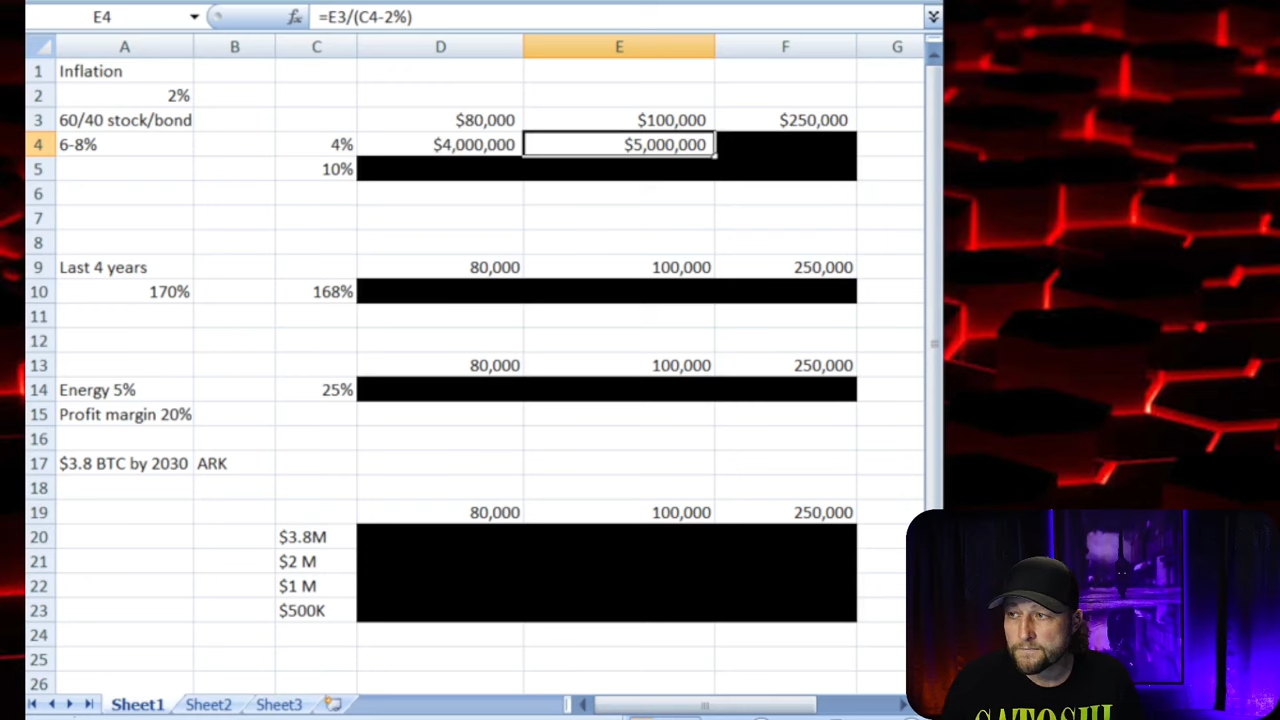 E4 fx =E3/(C4-2%)
A B C D E F G
1 Inflation
2 2%
3 60/40 stock/bond $80,000 $100,000 $250,000
4 6-8% 4% $4,000,000 $5,000,000
5 10%
6
7
8
9 Last 4 years 80,000 100,000 250,000
10 170% 168%
11
12
13 80,000 100,000 250,000
14 Energy 5% 25%
15 Profit margin 20%
16
17 $3.8 BTC by 2030 ARK
18
19 80,000 100,000 250,000
20 $3.8M
21 $2 M
22 $1 M
23 $500K
24
25
26
Sheet1 Sheet2 Sheet3
SATOSHI